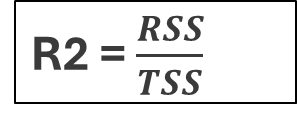 R2 = RSS / TSS